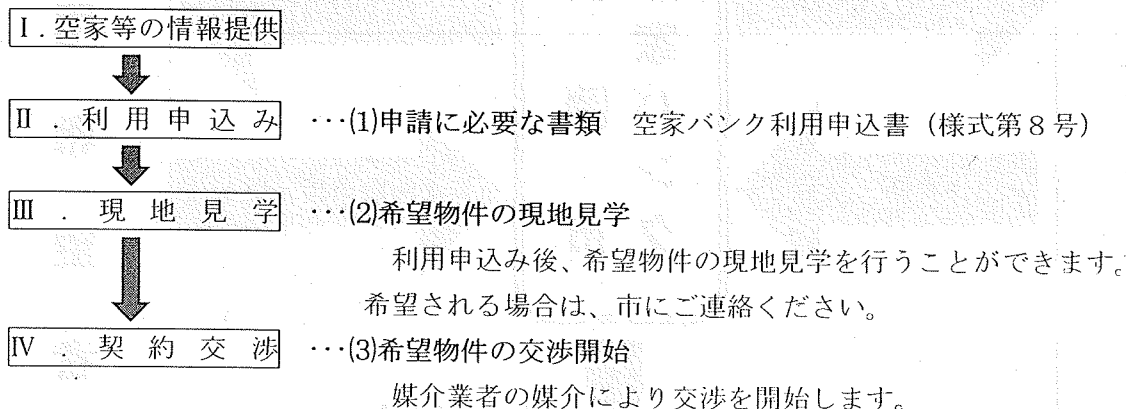 Ⅰ．空家等の情報提供
Ⅱ．利用申込み …(1)申請に必要な書類　空家バンク利用申込書（様式第８号）
Ⅲ．現地見学 …(2)希望物件の現地見学
利用申込み後、希望物件の現地見学を行うことができます。
希望される場合は、市にご連絡ください。
Ⅳ．契約交渉 …(3)希望物件の交渉開始
媒介業者の媒介により交渉を開始します。